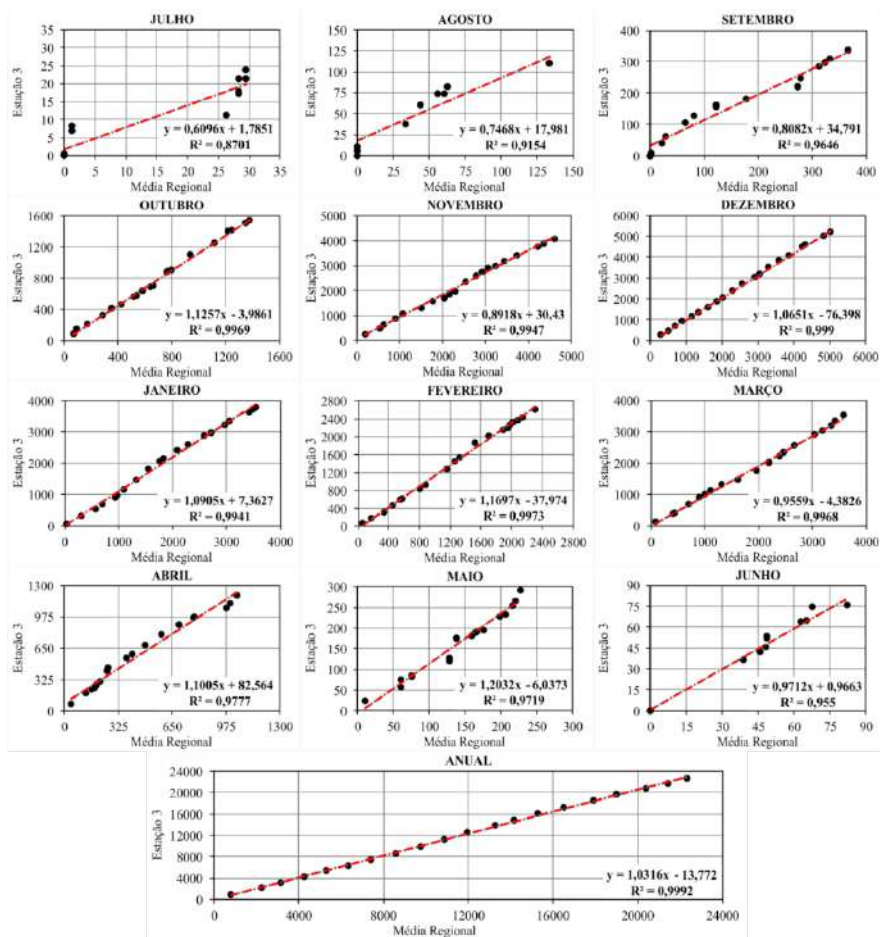 JULHO
Estação 3
35
30
25
20
15
10
5
0
y = 0,6096x + 1,7851
R² = 0,8701
0 5 10 15 20 25 30 35
Média Regional
AGOSTO
Estação 3
150
125
100
75
50
25
0
y = 0,7468x + 17,981
R² = 0,9154
0 25 50 75 100 125 150
Média Regional
SETEMBRO
Estação 3
400
300
200
100
0
y = 0,8082x + 34,791
R² = 0,9646
0 100 200 300 400
Média Regional
OUTUBRO
Estação 3
1600
1200
800
400
0
y = 1,1257x - 3,9861
R² = 0,9969
0 400 800 1200 1600
Média Regional
NOVEMBRO
Estação 3
5000
4000
3000
2000
1000
0
y = 0,8918x + 30,43
R² = 0,9947
0 1000 2000 3000 4000 5000
Média Regional
DEZEMBRO
Estação 3
6000
5000
4000
3000
2000
1000
0
y = 1,0651x - 76,398
R² = 0,999
0 1000 2000 3000 4000 5000 6000
Média Regional
JANEIRO
Estação 3
4000
3000
2000
1000
0
y = 1,0905x + 7,3627
R² = 0,9941
0 1000 2000 3000 4000
Média Regional
FEVEREIRO
Estação 3
2800
2400
2000
1600
1200
800
400
0
y = 1,1697x - 37,974
R² = 0,9973
0 400 800 1200 1600 2000 2400 2800
Média Regional
MARÇO
Estação 3
4000
3000
2000
1000
0
y = 0,9559x - 4,3826
R² = 0,9968
0 1000 2000 3000 4000
Média Regional
ABRIL
Estação 3
1300
975
650
325
0
y = 1,1005x + 82,564
R² = 0,9777
0 325 650 975 1300
Média Regional
MAIO
Estação 3
300
250
200
150
100
50
0
y = 1,2032x - 6,0373
R² = 0,9719
0 50 100 150 200 250 300
Média Regional
JUNHO
Estação 3
90
75
60
45
30
15
0
y = 0,9712x + 0,9663
R² = 0,955
0 15 30 45 60 75 90
Média Regional
ANUAL
Estação 3
24000
20000
16000
12000
8000
4000
0
y = 1,0316x - 13,772
R² = 0,9992
0 4000 8000 12000 16000 20000 24000
Média Regional